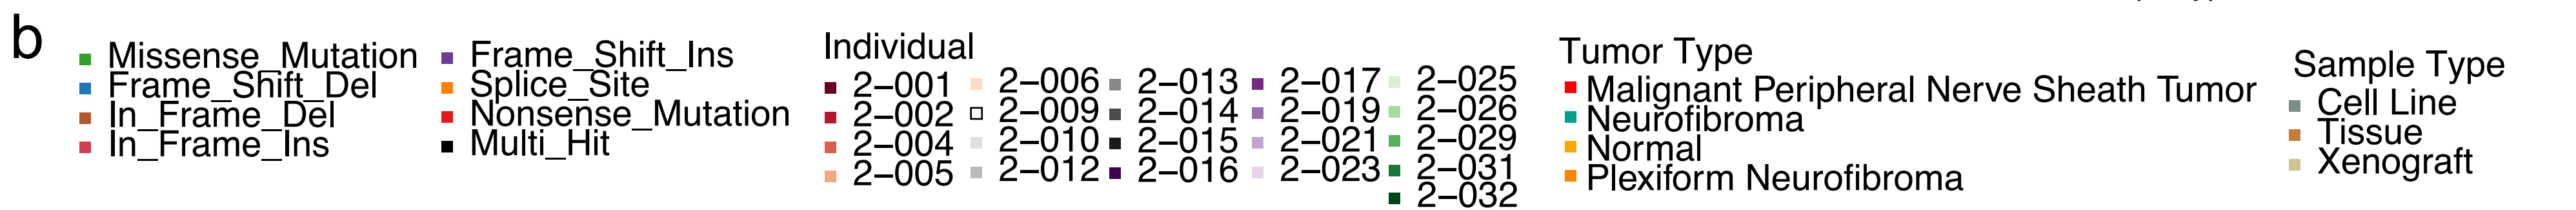 b
Missense_Mutation
Frame_Shift_Del
In_Frame_Del
In_Frame_Ins
Frame_Shift_Ins
Splice_Site
Nonsense_Mutation
Multi_Hit
Individual
2–001
2–002
2–004
2–005
2–006
2–009
2–010
2–012
2–013
2–014
2–015
2–016
2–017
2–019
2–021
2–023
2–025
2–026
2–029
2–031
2–032
Tumor Type
Malignant Peripheral Nerve Sheath Tumor
Neurofibroma
Normal
Plexiform Neurofibroma
Sample Type
Cell Line
Tissue
Xenograft